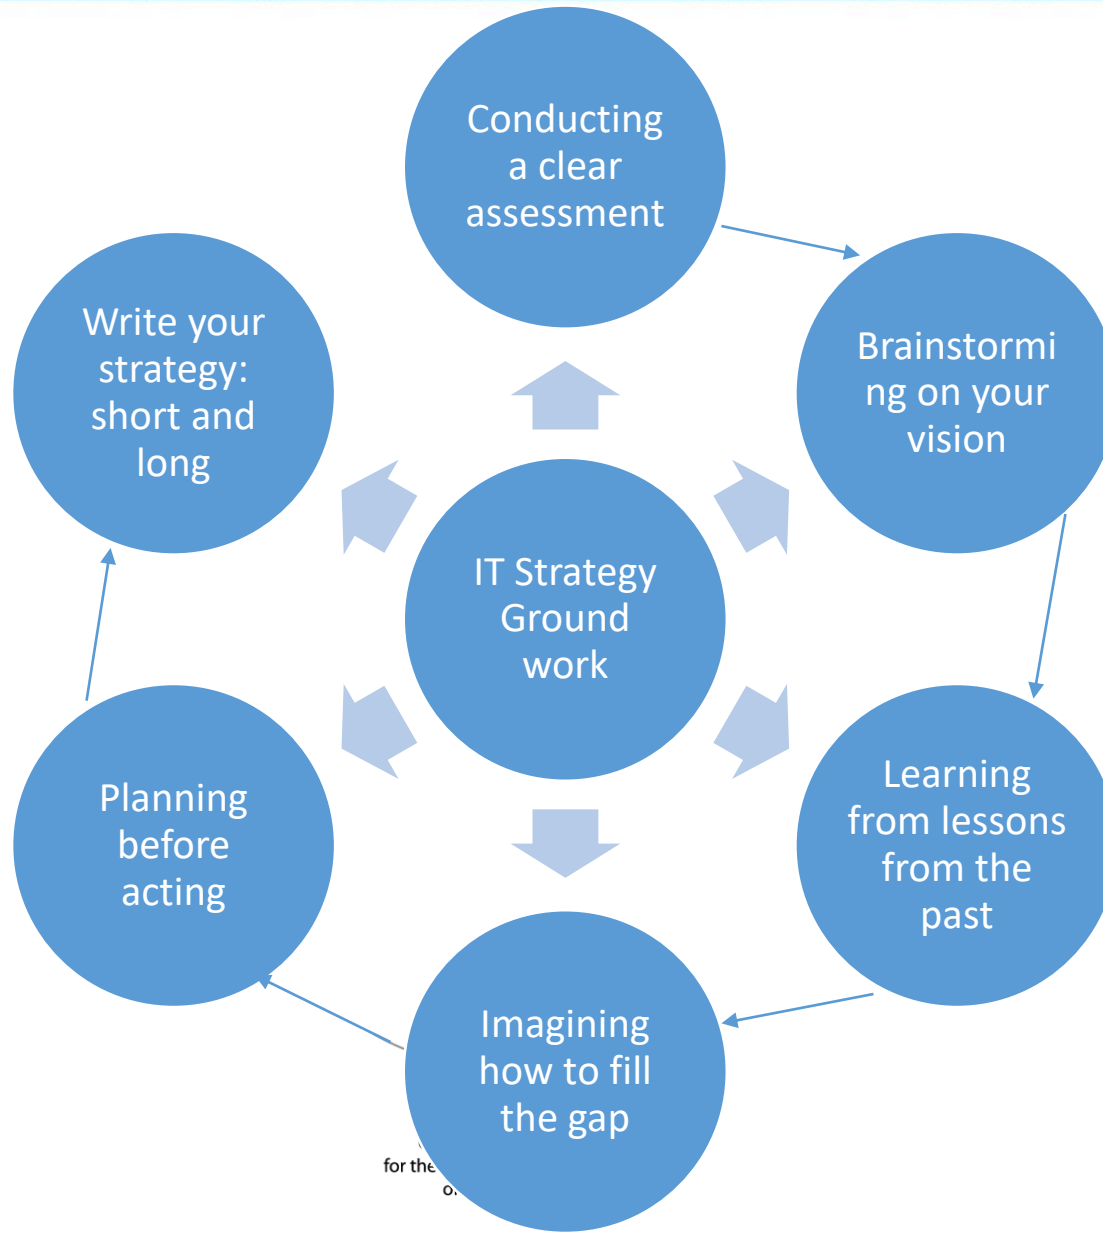 Conducting
a clear
assessment
Brainstormi
ng on your
vision
Learning
from lessons
from the
past
Imagining
how to fill
the gap
Planning
before
acting
Write your
strategy:
short and
long
IT Strategy
Ground
work
for the